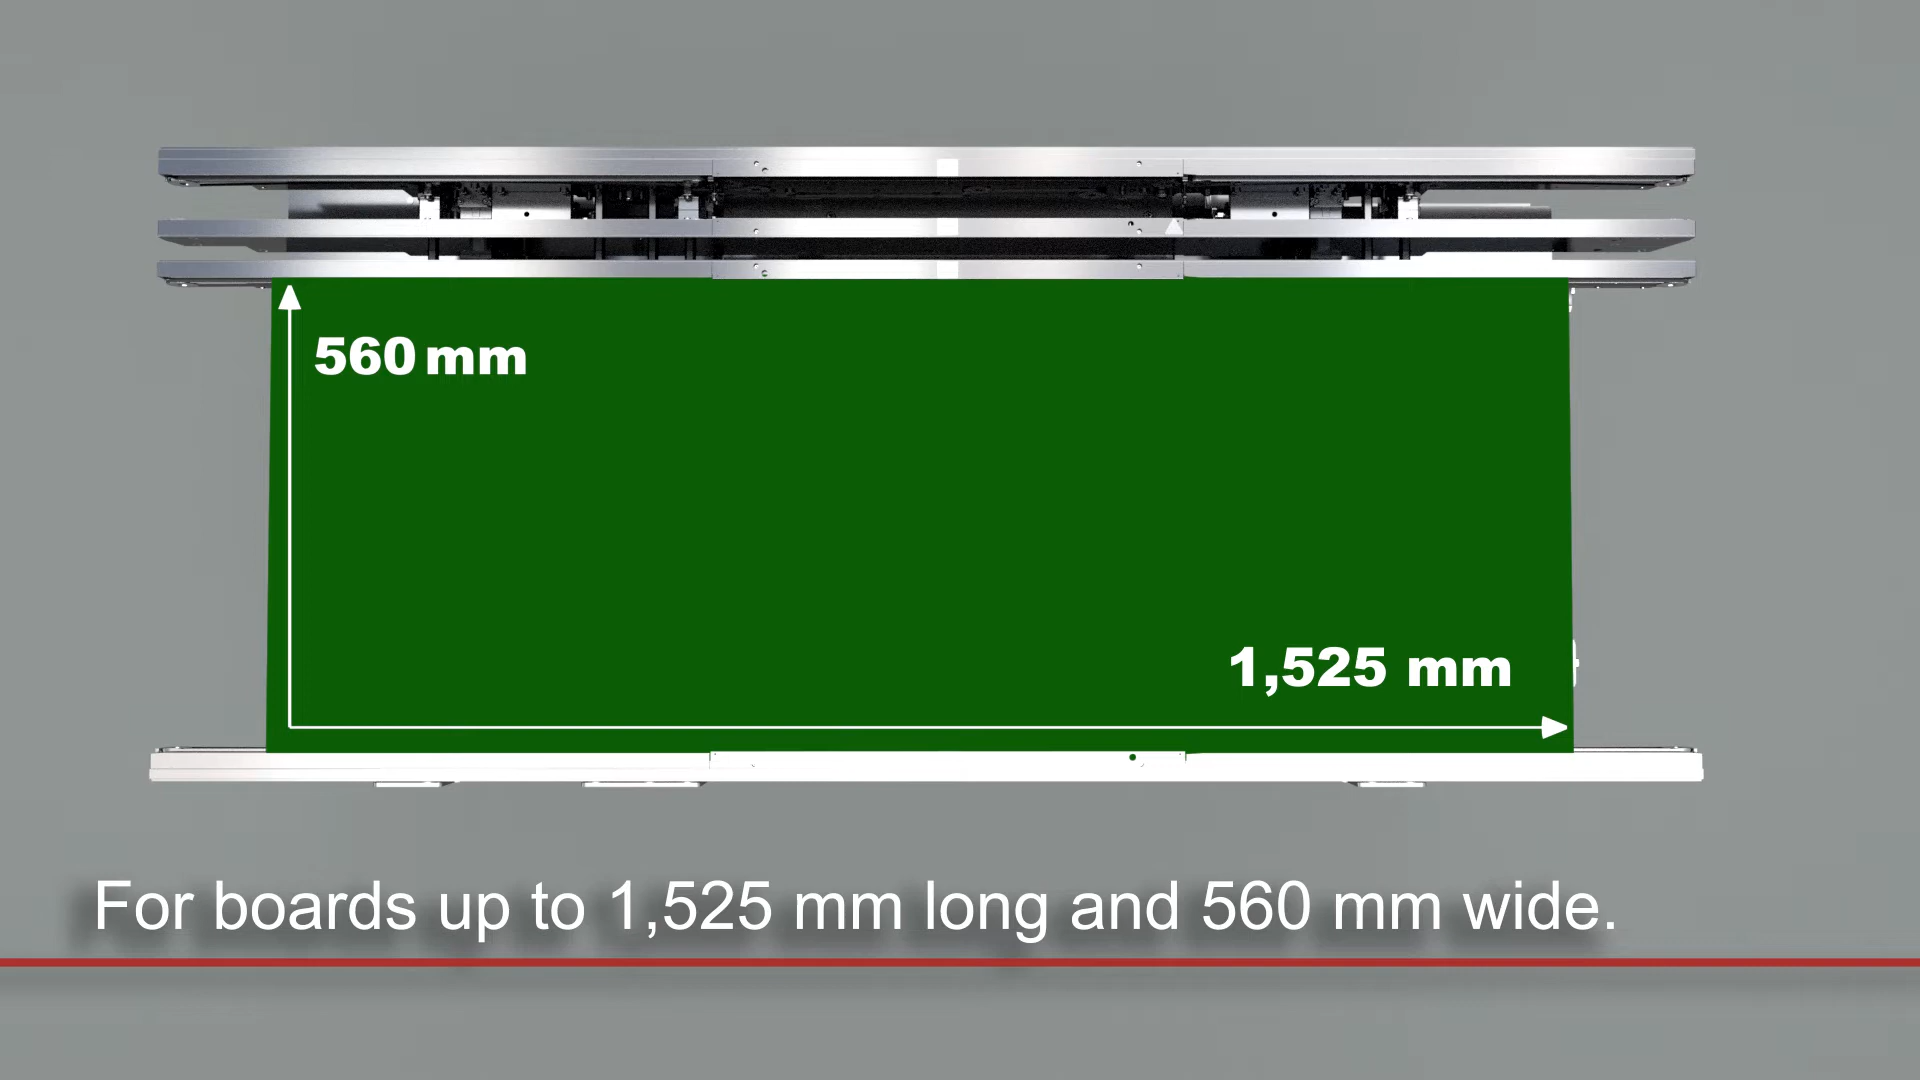 560 mm
1,525 mm
For boards up to 1,525 mm long and 560 mm wide.